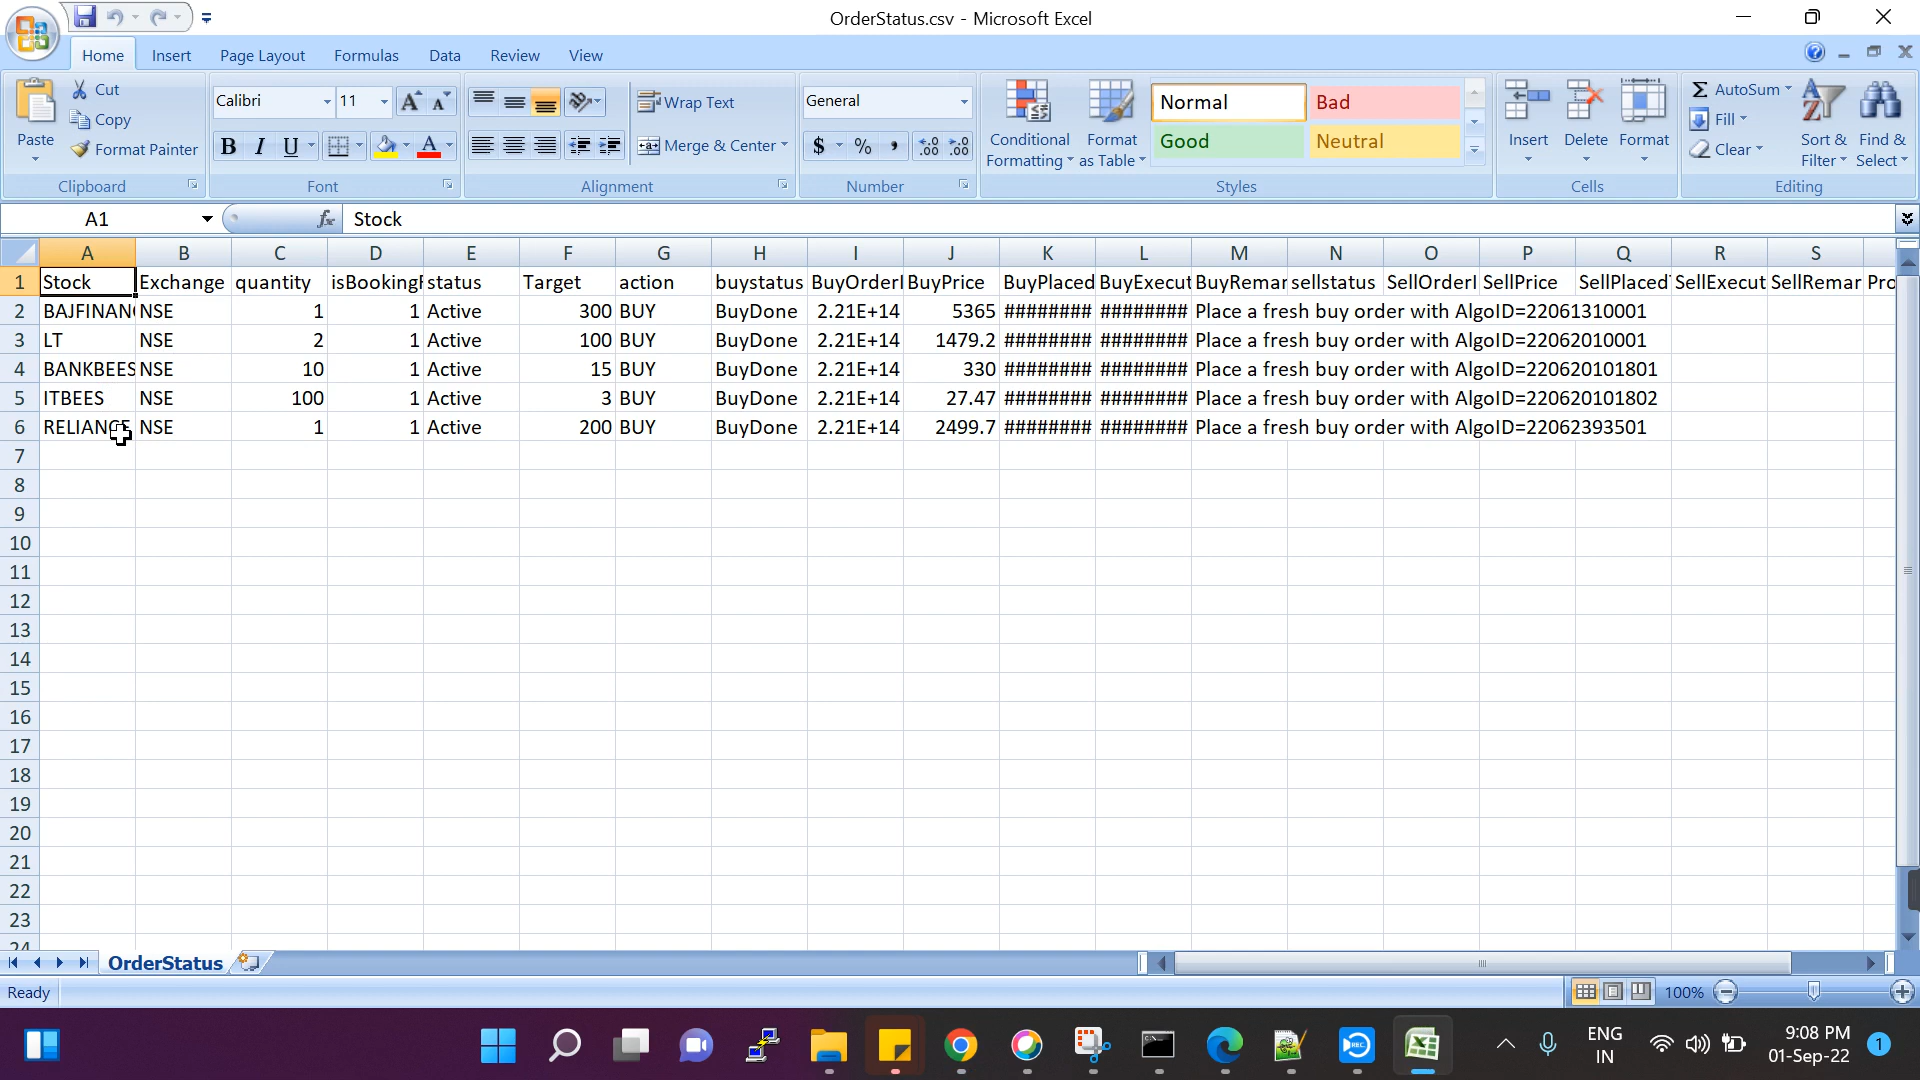 OrderStatus.csv - Microsoft Excel
Home Insert Page Layout Formulas Data Review View
Paste
Cut
Copy
Format Painter
Clipboard
Calibri 11
B I U A
Font
Wrap Text
Merge & Center
Alignment
General
$ % ,
Number
Conditional Formatting
Format as Table
Normal Bad
Good Neutral
Styles
Insert Delete Format
Cells
AutoSum
Fill
Clear
Sort & Filter
Find & Select
Editing
A1 fx Stock
A B C D E F G H I J K L M N O P Q R S
1 Stock Exchange quantity isBookingF status Target action buystatus BuyOrderI BuyPrice BuyPlaced BuyExecut BuyRemar sellstatus SellOrderI SellPrice SellPlacedT SellExecut SellRemar Pro
2 BAJFINAN NSE 1 1 Active 300 BUY BuyDone 2.21E+14 5365 ######## ######## Place a fresh buy order with AlgoID=22061310001
3 LT NSE 2 1 Active 100 BUY BuyDone 2.21E+14 1479.2 ######## ######## Place a fresh buy order with AlgoID=22062010001
4 BANKBEES NSE 10 1 Active 15 BUY BuyDone 2.21E+14 330 ######## ######## Place a fresh buy order with AlgoID=220620101801
5 ITBEES NSE 100 1 Active 3 BUY BuyDone 2.21E+14 27.47 ######## ######## Place a fresh buy order with AlgoID=220620101802
6 RELIANCE NSE 1 1 Active 200 BUY BuyDone 2.21E+14 2499.7 ######## ######## Place a fresh buy order with AlgoID=22062393501
7
8
9
10
11
12
13
14
15
16
17
18
19
20
21
22
23
24
OrderStatus
Ready 100%
REC
ENG
IN
9:08 PM
01-Sep-22
1